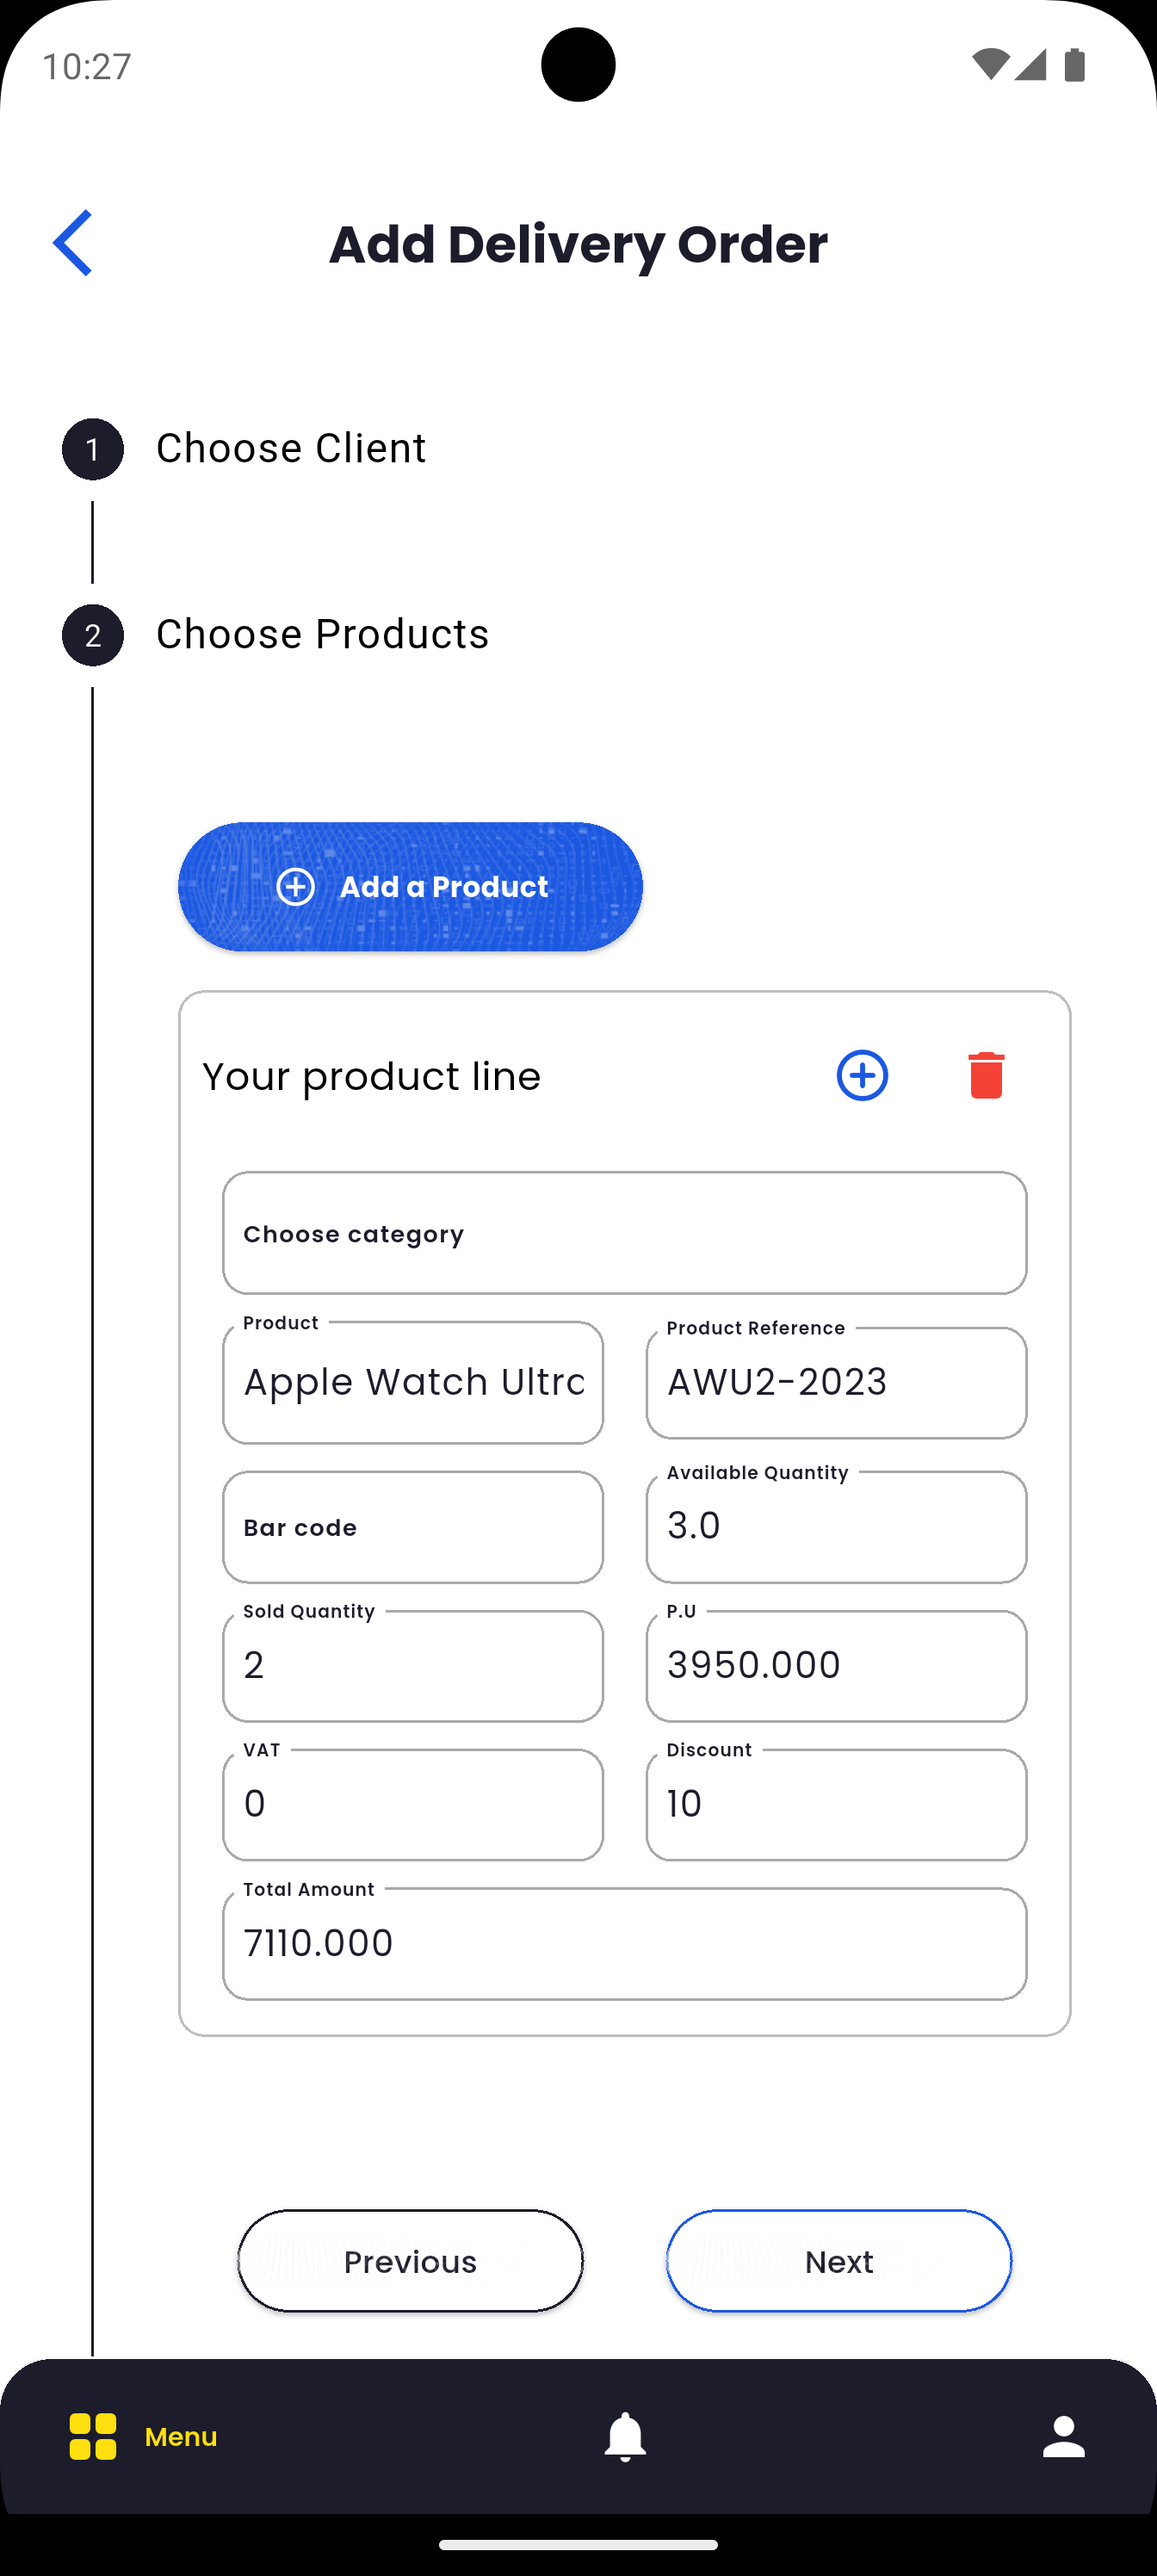 10:27
Add Delivery Order
1 Choose Client
2 Choose Products
Add a Product
Your product line
Choose category
Product
Product Reference
Apple Watch Ultra
AWU2-2023
Bar code
Available Quantity
3.0
Sold Quantity
P.U
2
3950.000
VAT
Discount
0
10
Total Amount
7110.000
Previous
Next
Menu